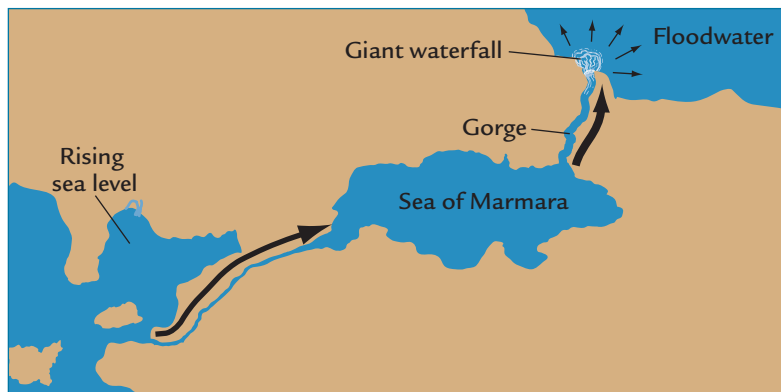 Giant waterfall
Floodwater
Gorge
Rising
sea level
Sea of Marmara